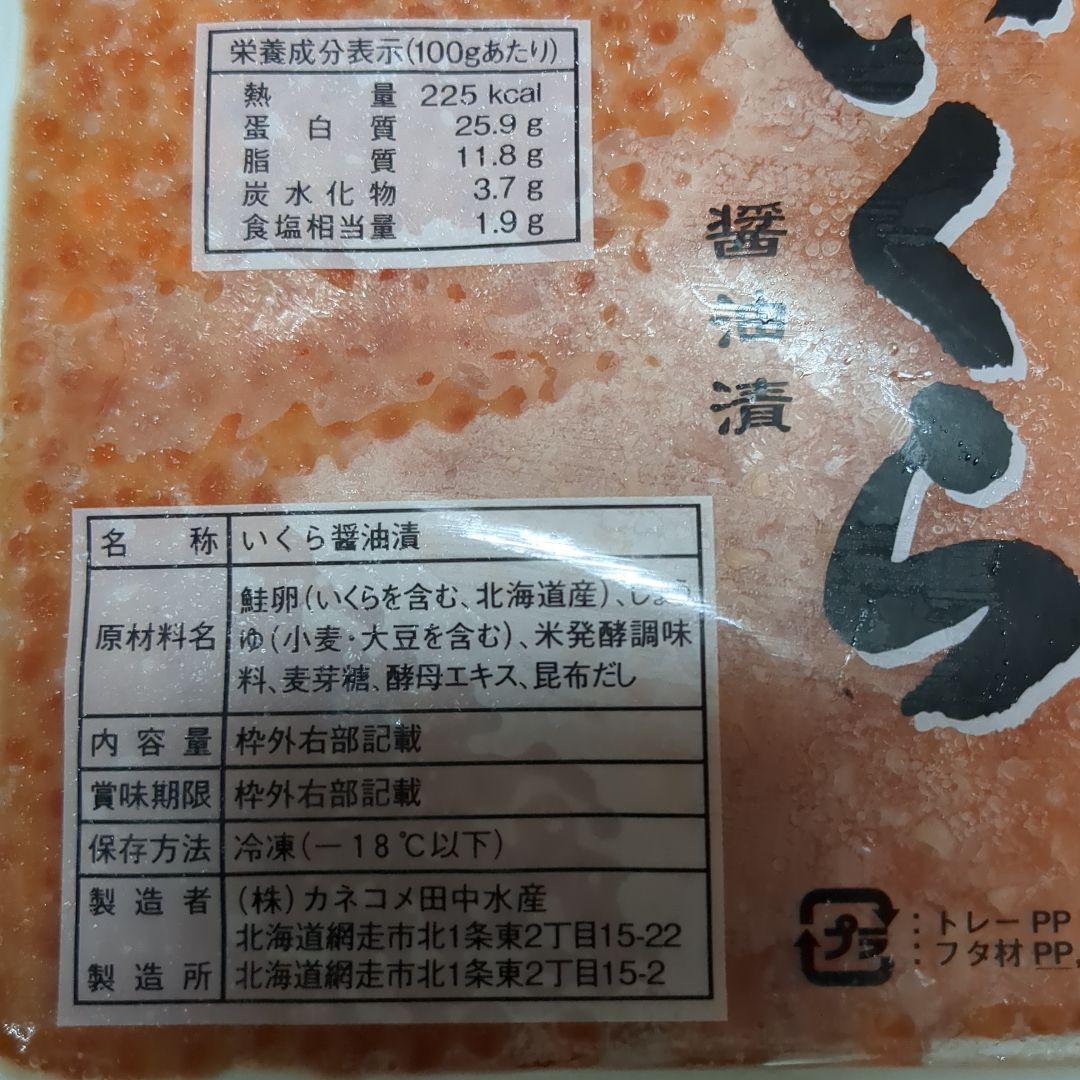 栄養成分表示(100gあたり)
熱量 225 kcal
蛋白質 25.9 g
脂質 11.8 g
炭水化物 3.7 g
食塩相当量 1.9 g
いくら
醤油漬
名称 いくら醤油漬
原材料名 鮭卵(いくらを含む、北海道産)、しょう
ゆ(小麦・大豆を含む)、米発酵調味
料、麦芽糖、酵母エキス、昆布だし
内容量 枠外右部記載
賞味期限 枠外右部記載
保存方法 冷凍(−18℃以下)
製造者 (株)カネコメ田中水産
北海道網走市北1条東2丁目15-22
製造所 北海道網走市北1条東2丁目15-2
プラ
:トレーPP
:フタ材PP,